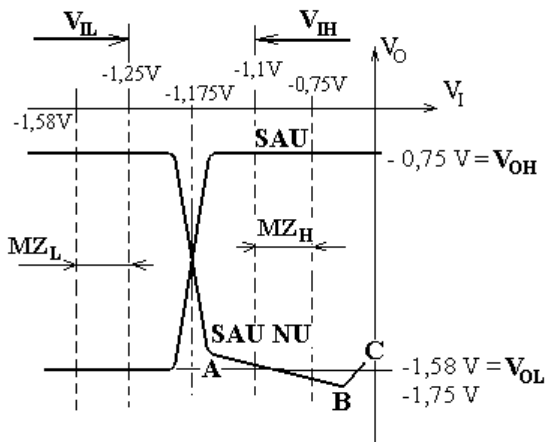 V_IL
V_IH
V_O
-1,25V
-1,1V
V_I
-1,175V
-0,75V
-1,58V
SAU
- 0,75 V = V_OH
MZ_L
MZ_H
SAU NU
C
A
-1,58 V = V_OL
B
-1,75 V